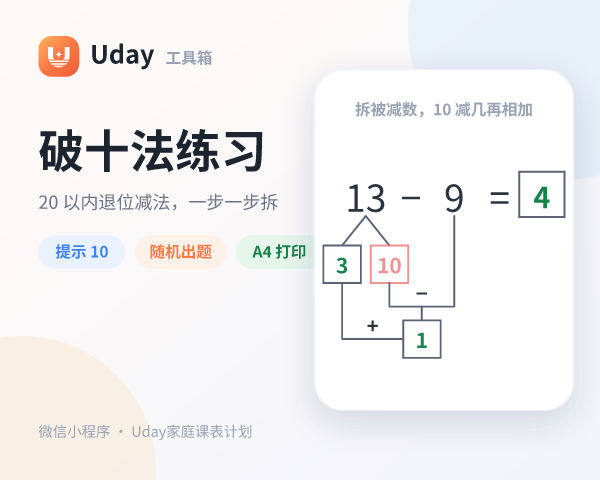 Uday 工具箱
破十法练习
20 以内退位减法，一步一步拆
提示 10
随机出题
A4 打印
微信小程序 · Uday家庭课表计划
拆被减数，10 减几再相加
13 − 9 = 4
3
10
−
+
1